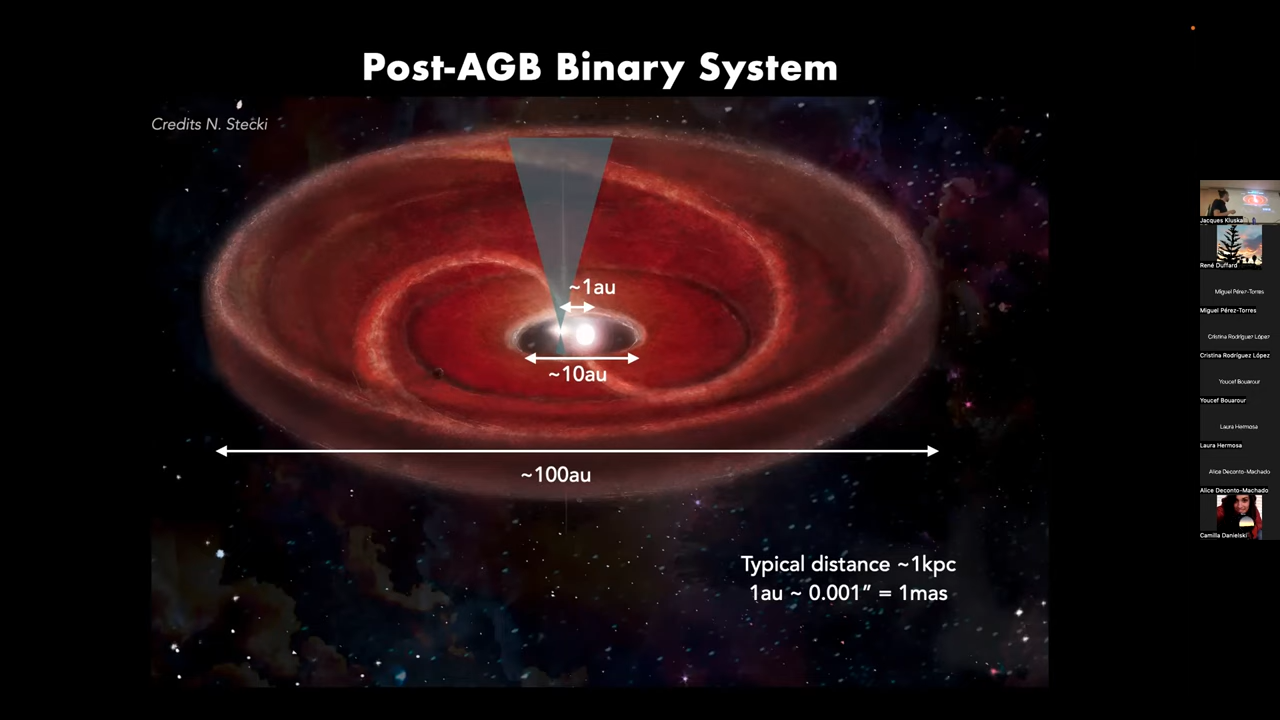 Post-AGB Binary System
Credits N. Stecki
~1au
~10au
~100au
Typical distance ~1kpc
1au ~ 0.001” = 1mas
Jacques Kluska
René Duffard
Miguel Pérez-Torres
Miguel Pérez-Torres
Cristina Rodríguez López
Cristina Rodríguez López
Youcef Bouarour
Youcef Bouarour
Laura Hermosa
Laura Hermosa
Alice Deconto-Machado
Alice Deconto-Machado
Camilla Danielski